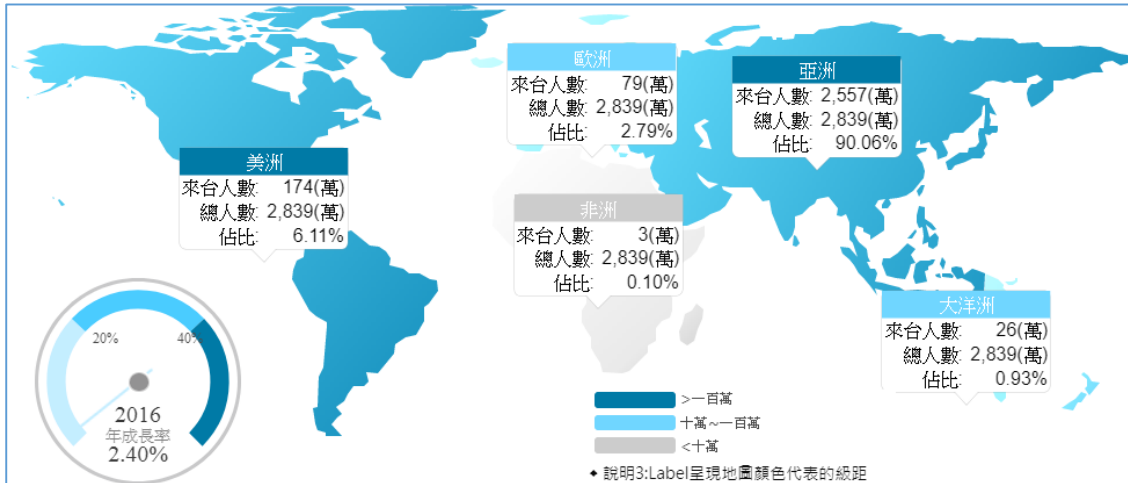 歐洲
來台人數: 79(萬)
總人數: 2,839(萬)
佔比: 2.79%
亞洲
來台人數: 2,557(萬)
總人數: 2,839(萬)
佔比: 90.06%
美洲
來台人數: 174(萬)
總人數: 2,839(萬)
佔比: 6.11%
非洲
來台人數: 3(萬)
總人數: 2,839(萬)
佔比: 0.10%
大洋洲
來台人數: 26(萬)
總人數: 2,839(萬)
佔比: 0.93%
20% 40%
2016
年成長率
2.40%
>一百萬
十萬~一百萬
<十萬
◆ 說明3:Label呈現地圖顏色代表的級距